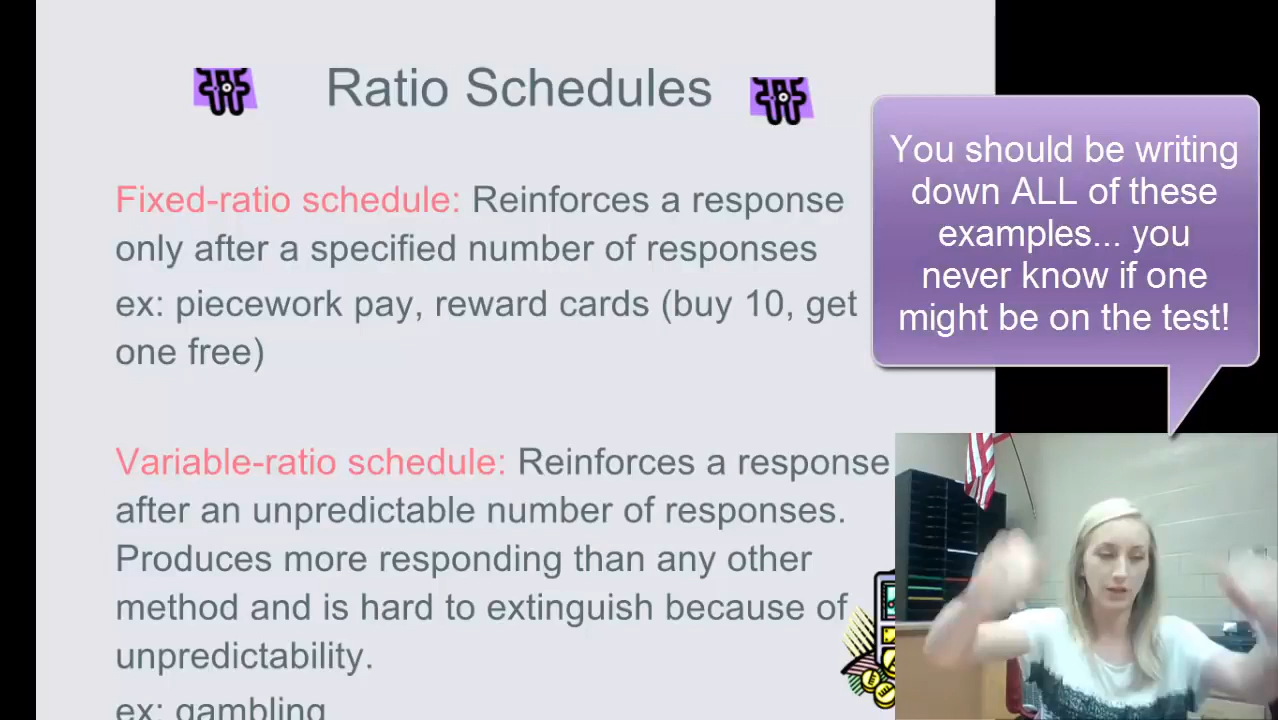 Ratio Schedules
Fixed-ratio schedule: Reinforces a response
only after a specified number of responses
ex: piecework pay, reward cards (buy 10, get
one free)
Variable-ratio schedule: Reinforces a response
after an unpredictable number of responses.
Produces more responding than any other
method and is hard to extinguish because of
unpredictability.
ex: gambling
You should be writing
down ALL of these
examples... you
never know if one
might be on the test!